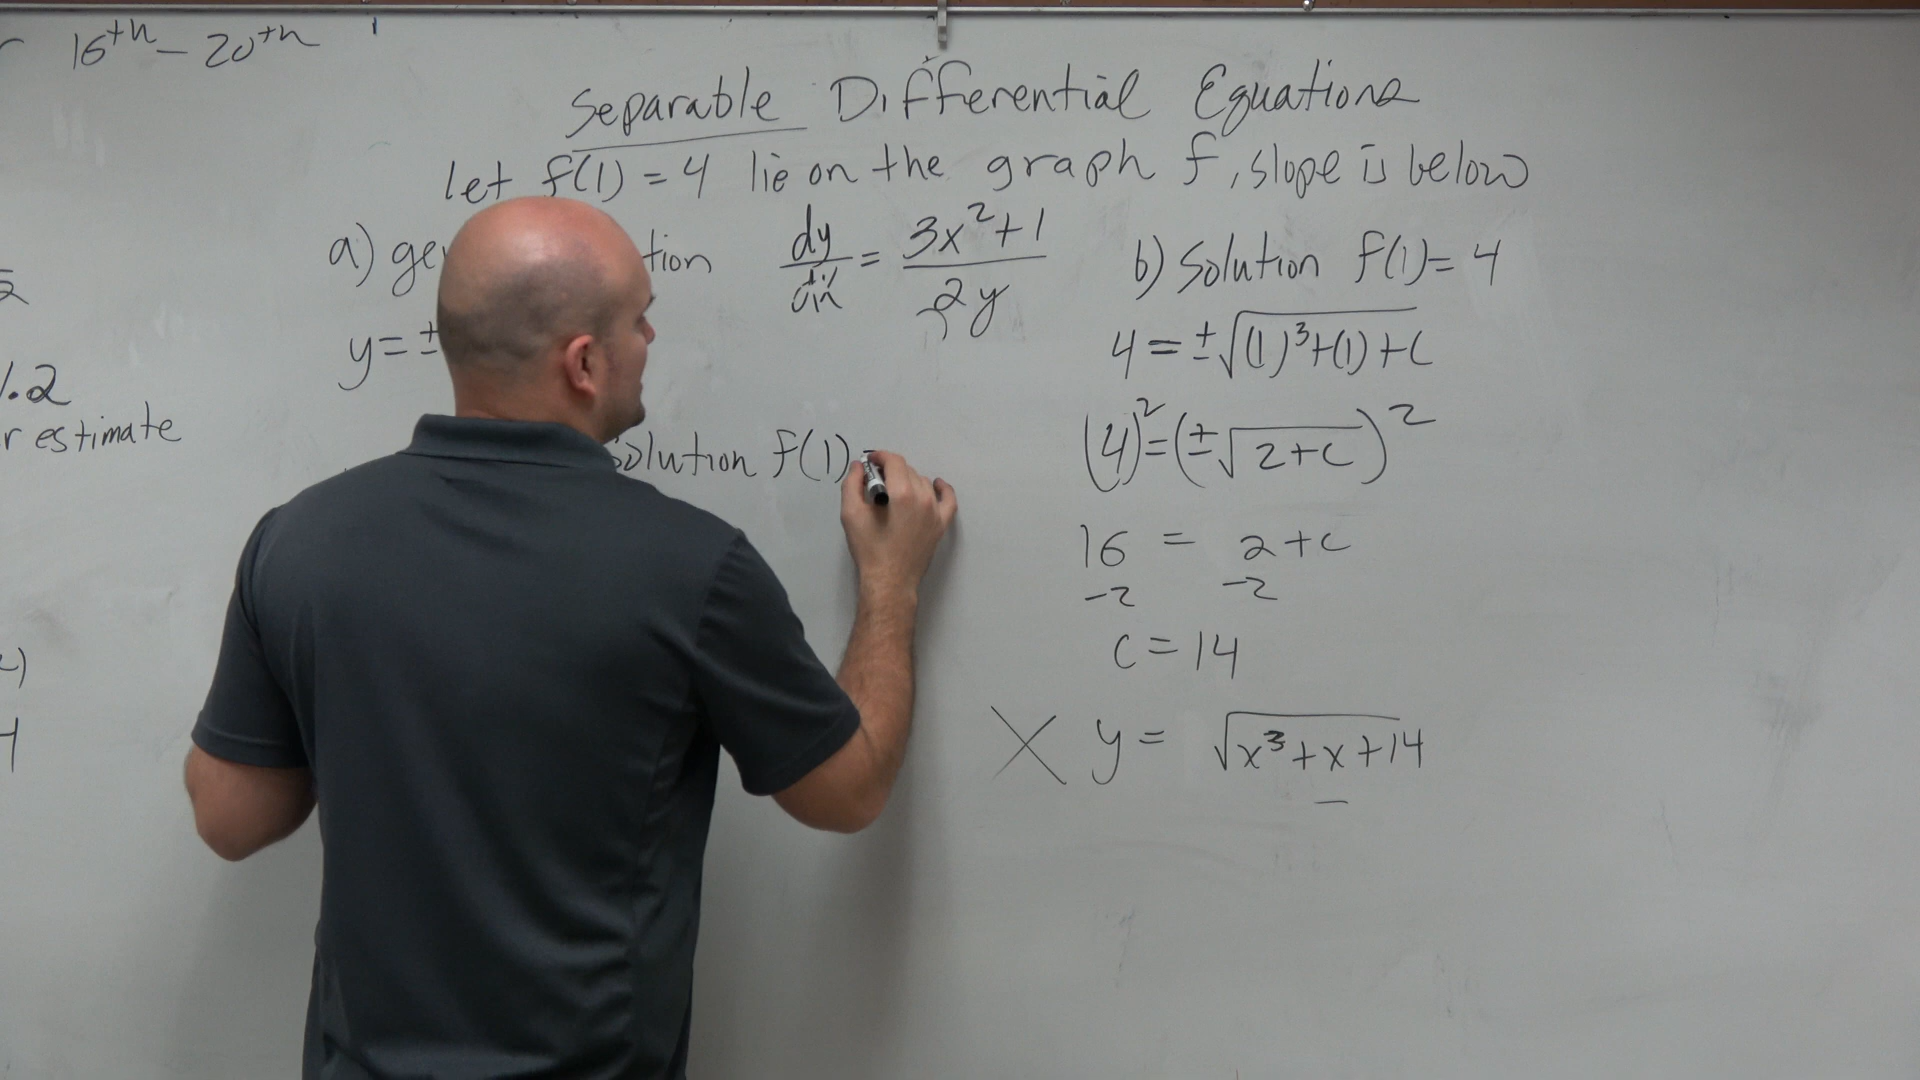 16th - 20th
Separable Differential Equations
let f(1) = 4 lie on the graph f, slope is below
a) ge tion dy/dx = 3x²+1 / 2y
y = ±
Solution f(1) =
b) Solution f(1) = 4
4 = ±√(1)³+(1)+C
(4)² = (±√2+C)²
16 = 2+C
-2 -2
C = 14
X y = √x³+x+14
.2
r estimate